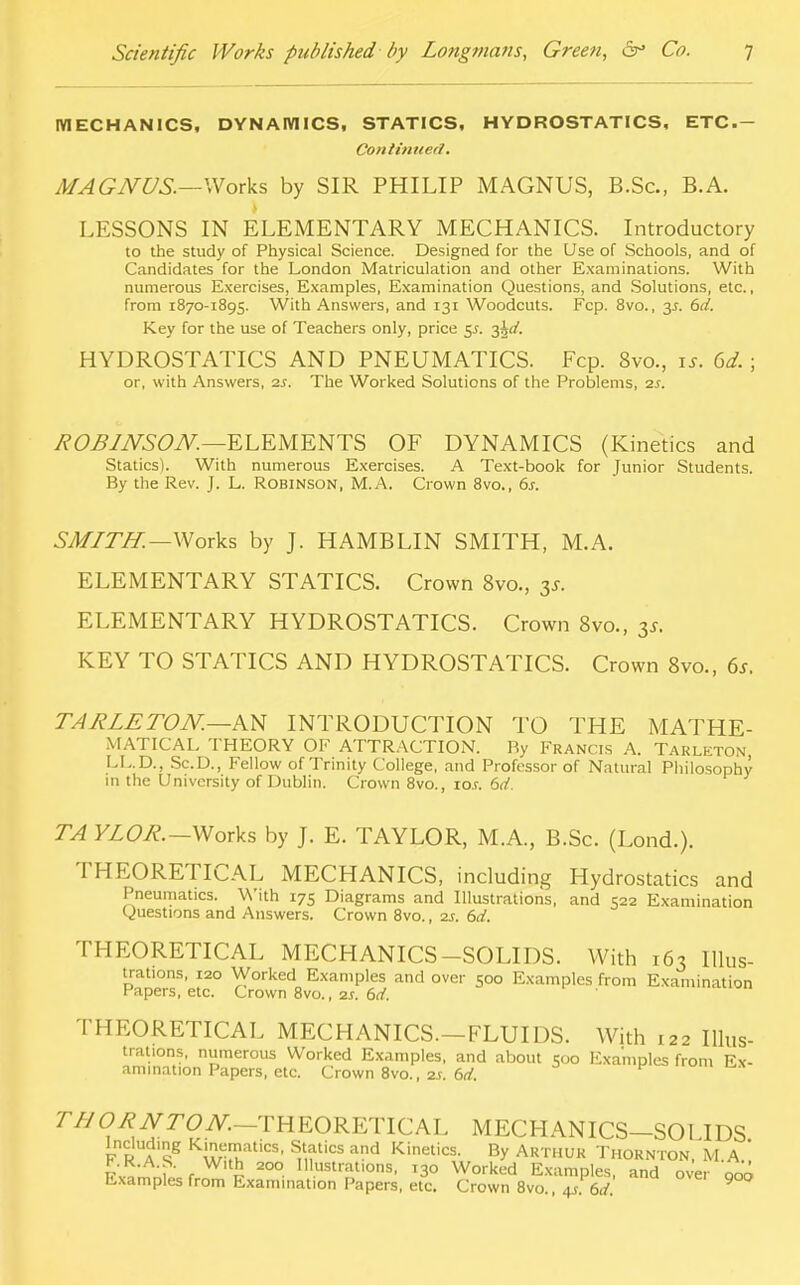 Scientific Works published by Longmans, Green, & Co. 7
MECHANICS, DYNAMICS, STATICS, HYDROSTATICS, ETC.—
Continued.
MAGNUS.—Works by SIR PHILIP MAGNUS, B.Sc., B.A.
LESSONS IN ELEMENTARY MECHANICS. Introductory
to the study of Physical Science. Designed for the Use of Schools, and of
Candidates for the London Matriculation and other Examinations. With
numerous Exercises, Examples, Examination Questions, and Solutions, etc.,
from 1870-1895. With Answers, and 131 Woodcuts. Fcp. 8vo., 3s. 6d.
Key for the use of Teachers only, price 5s. 3½d.
HYDROSTATICS AND PNEUMATICS. Fcp. 8vo., 1s. 6d.;
or, with Answers, 2s. The Worked Solutions of the Problems, 2s.
ROBINSON.—ELEMENTS OF DYNAMICS (Kinetics and
Statics). With numerous Exercises. A Text-book for Junior Students.
By the Rev. J. L. ROBINSON, M.A. Crown 8vo., 6s.
SMITH.—Works by J. HAMBLIN SMITH, M.A.
ELEMENTARY STATICS. Crown 8vo., 3s.
ELEMENTARY HYDROSTATICS. Crown 8vo., 3s.
KEY TO STATICS AND HYDROSTATICS. Crown 8vo., 6s.
TARLETON.—AN INTRODUCTION TO THE MATHE-
MATICAL THEORY OF ATTRACTION. By FRANCIS A. TARLETON,
LL.D., Sc.D., Fellow of Trinity College, and Professor of Natural Philosophy
in the University of Dublin. Crown 8vo., 10s. 6d.
TAYLOR.—Works by J. E. TAYLOR, M.A., B.Sc. (Lond.).
THEORETICAL MECHANICS, including Hydrostatics and
Pneumatics. With 175 Diagrams and Illustrations, and 522 Examination
Questions and Answers. Crown 8vo., 2s. 6d.
THEORETICAL MECHANICS—SOLIDS. With 163 Illus-
trations, 120 Worked Examples and over 500 Examples from Examination
Papers, etc. Crown 8vo., 2s. 6d.
THEORETICAL MECHANICS.—FLUIDS. With 122 Illus-
trations, numerous Worked Examples, and about 500 Examples from Ex-
amination Papers, etc. Crown 8vo., 2s. 6d.
THORNTON.—THEORETICAL MECHANICS—SOLIDS.
Including Kinematics, Statics and Kinetics. By ARTHUR THORNTON, M.A.,
F.R.A.S. With 200 Illustrations, 130 Worked Examples, and over 900
Examples from Examination Papers, etc. Crown 8vo., 4s. 6d.